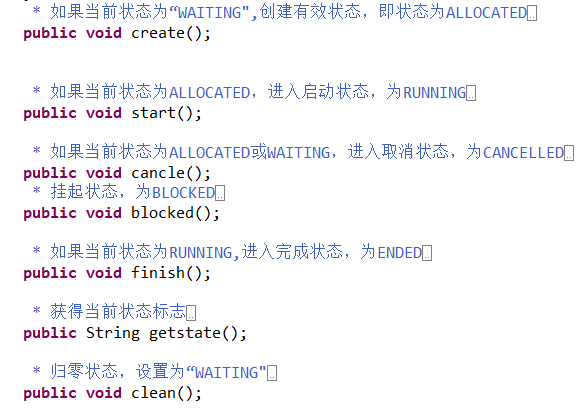 * 如果当前状态为“WAITING",创建有效状态，即状态为ALLOCATED
public void create();
* 如果当前状态为ALLOCATED，进入启动状态，为RUNNING
public void start();
* 如果当前状态为ALLOCATED或WAITING，进入取消状态，为CANCELLED
public void cancle();
* 挂起状态，为BLOCKED
public void blocked();
* 如果当前状态为RUNNING,进入完成状态，为ENDED
public void finish();
* 获得当前状态标志
public String getstate();
* 归零状态，设置为“WAITING"
public void clean();